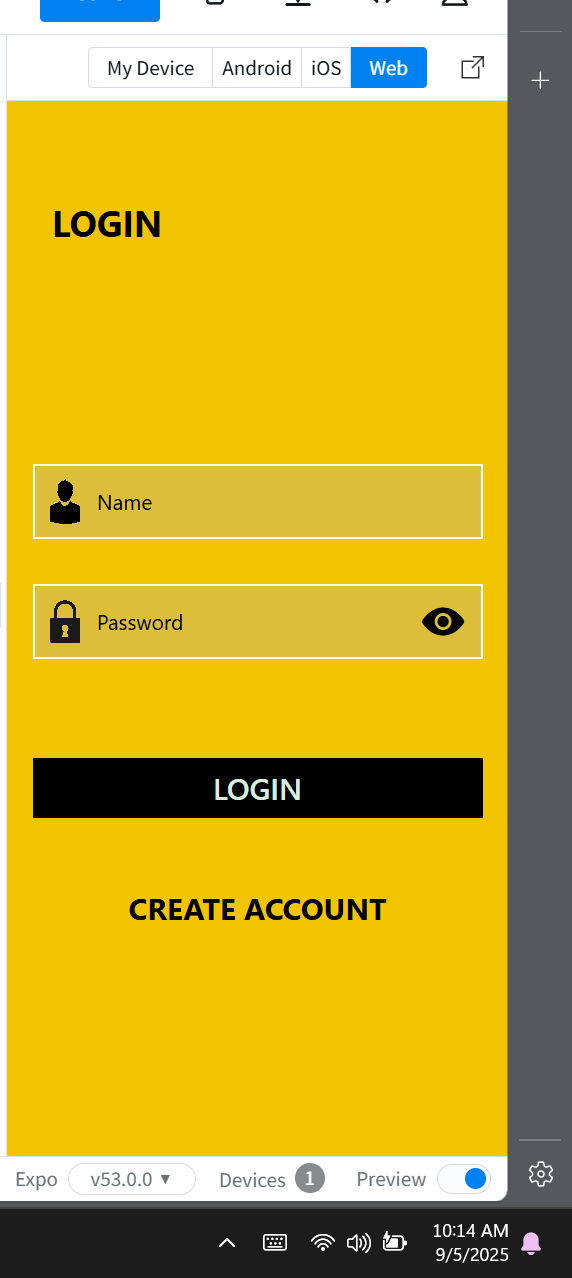 My Device Android iOS Web
LOGIN
Name
Password
LOGIN
CREATE ACCOUNT
Expo v53.0.0 ▼ Devices 1 Preview
10:14 AM
9/5/2025